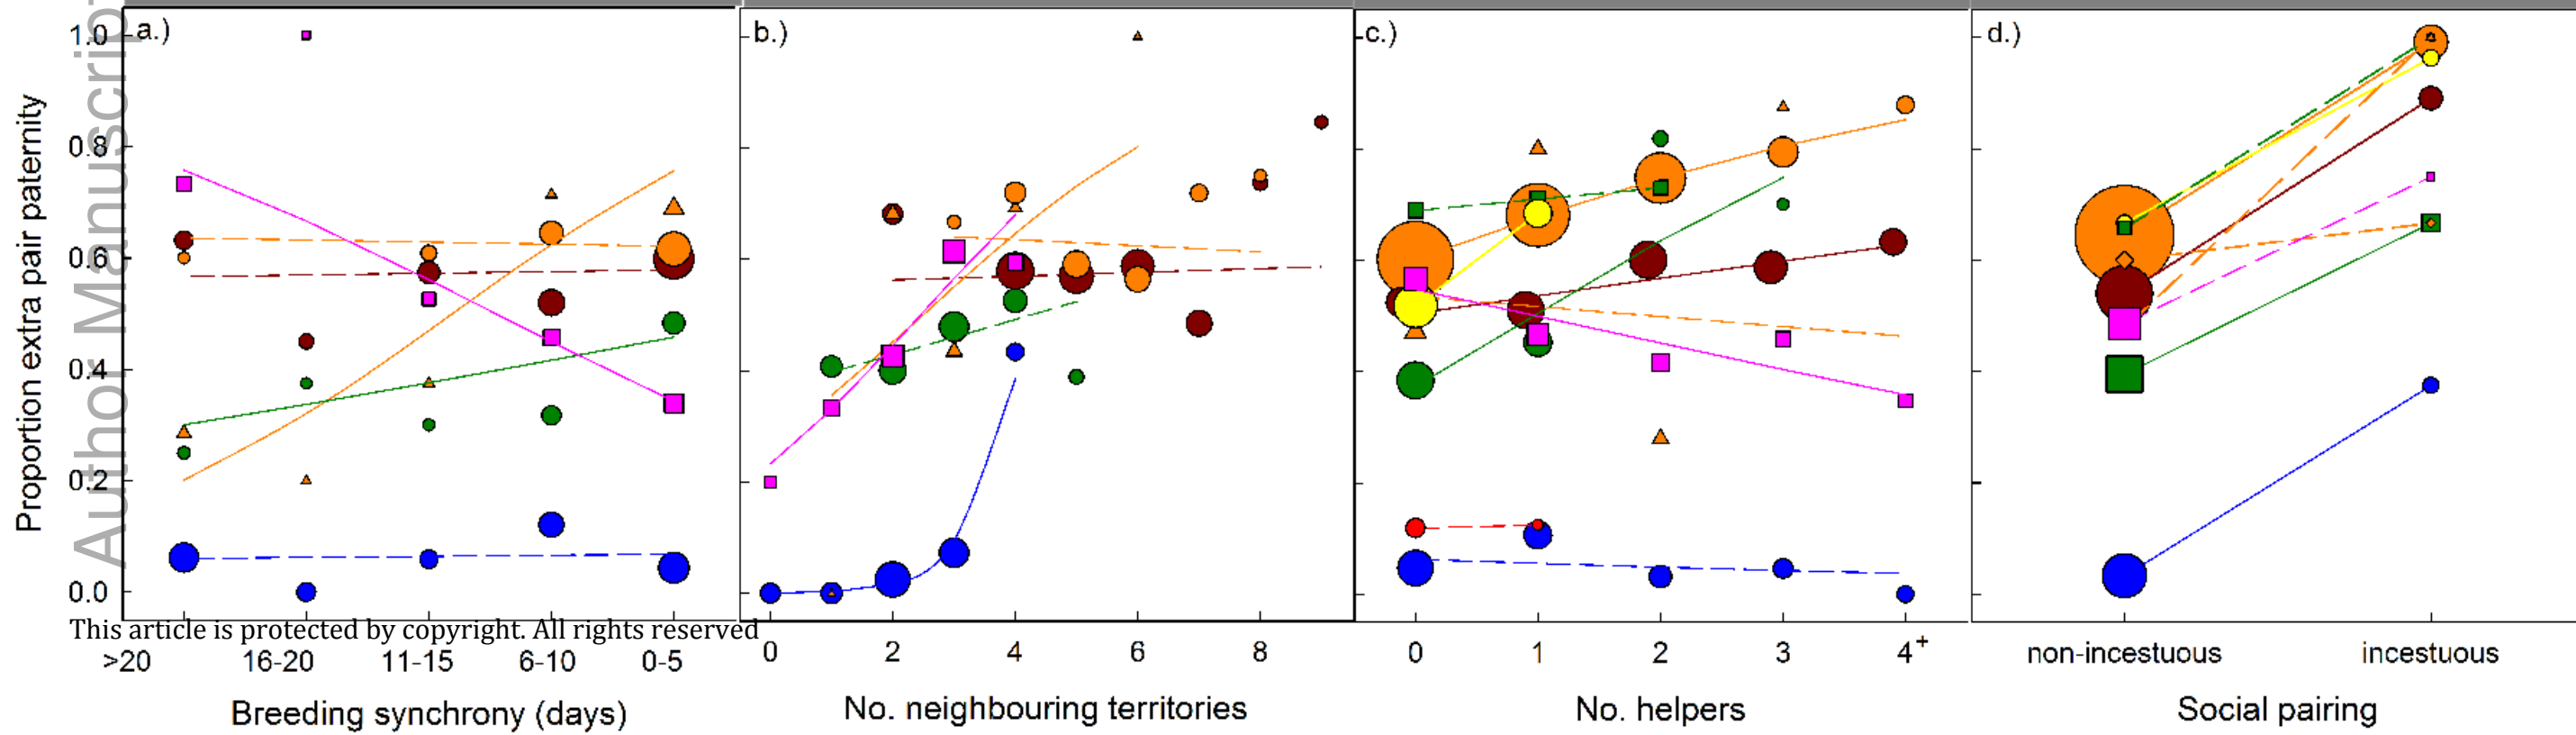 Author Manuscript
Proportion extra pair paternity
1.0
0.8
0.6
0.4
0.2
0.0
a.)
b.)
c.)
d.)
This article is protected by copyright. All rights reserved
>20 16-20 11-15 6-10 0-5
0 2 4 6 8
0 1 2 3 4+
non-incestuous incestuous
Breeding synchrony (days)
No. neighbouring territories
No. helpers
Social pairing